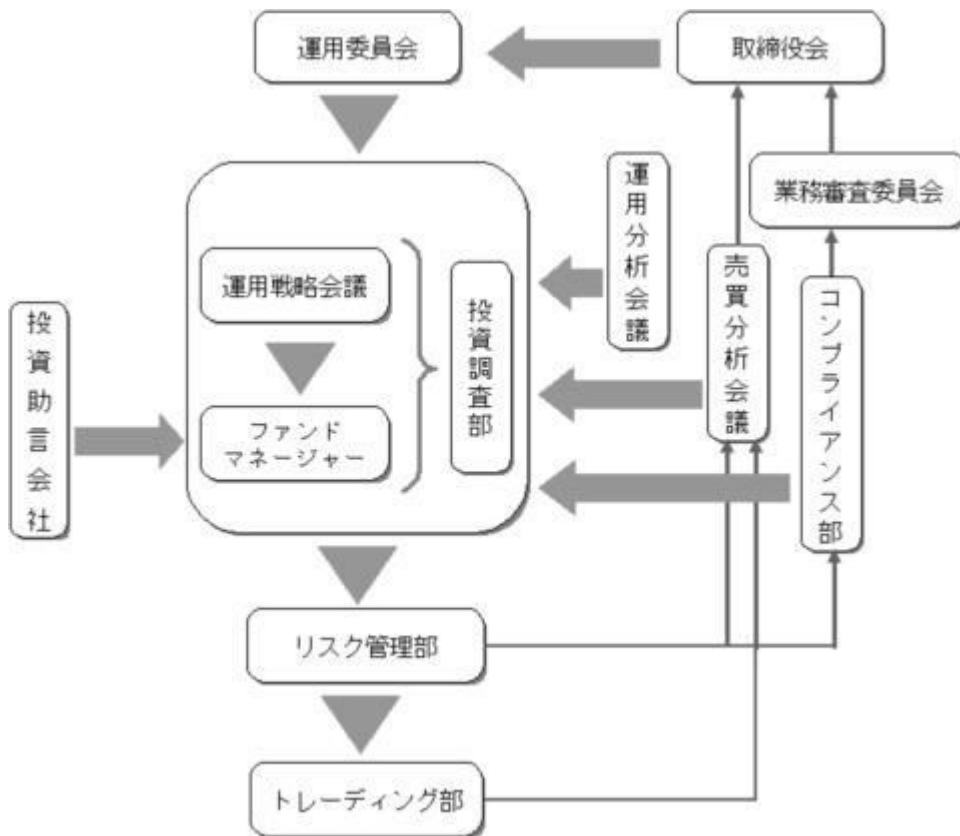 運用委員会
取締役会
業務審査委員会
運用分析会議
売買分析会議
コンプライアンス部
運用戦略会議
投資調査部
ファンド
マネージャー
投資助言会社
リスク管理部
トレーディング部